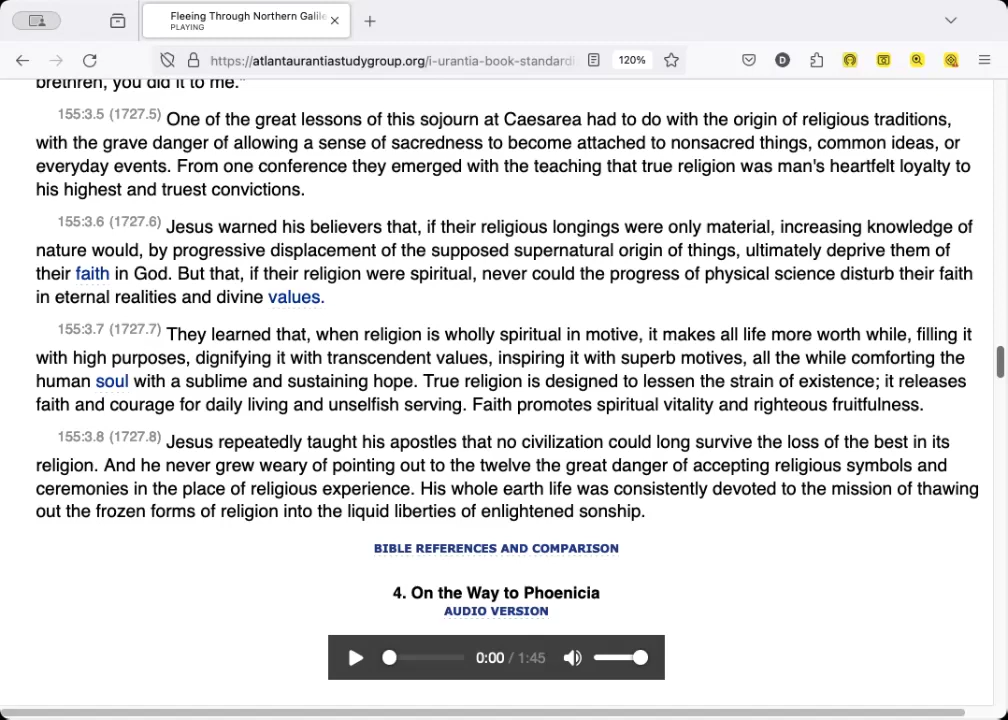 Fleeing Through Northern Galile
PLAYING
https://atlantaurantiastudygroup.org/i-urantia-book-standardi
120%
brethren, you did it to me."
155:3.5 (1727.5) One of the great lessons of this sojourn at Caesarea had to do with the origin of religious traditions,
with the grave danger of allowing a sense of sacredness to become attached to nonsacred things, common ideas, or
everyday events. From one conference they emerged with the teaching that true religion was man's heartfelt loyalty to
his highest and truest convictions.
155:3.6 (1727.6) Jesus warned his believers that, if their religious longings were only material, increasing knowledge of
nature would, by progressive displacement of the supposed supernatural origin of things, ultimately deprive them of
their faith in God. But that, if their religion were spiritual, never could the progress of physical science disturb their faith
in eternal realities and divine values.
155:3.7 (1727.7) They learned that, when religion is wholly spiritual in motive, it makes all life more worth while, filling it
with high purposes, dignifying it with transcendent values, inspiring it with superb motives, all the while comforting the
human soul with a sublime and sustaining hope. True religion is designed to lessen the strain of existence; it releases
faith and courage for daily living and unselfish serving. Faith promotes spiritual vitality and righteous fruitfulness.
155:3.8 (1727.8) Jesus repeatedly taught his apostles that no civilization could long survive the loss of the best in its
religion. And he never grew weary of pointing out to the twelve the great danger of accepting religious symbols and
ceremonies in the place of religious experience. His whole earth life was consistently devoted to the mission of thawing
out the frozen forms of religion into the liquid liberties of enlightened sonship.
BIBLE REFERENCES AND COMPARISON
4. On the Way to Phoenicia
AUDIO VERSION
0:00 / 1:45